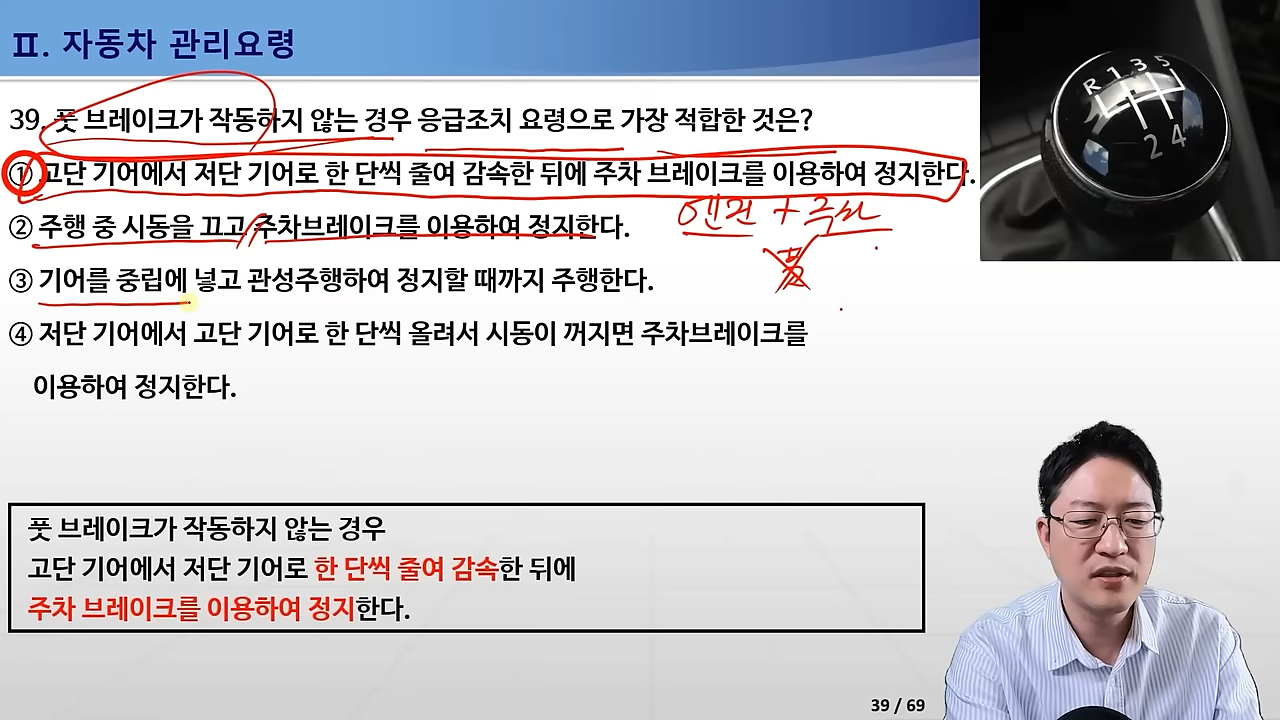 Ⅱ. 자동차 관리요령
39. 풋 브레이크가 작동하지 않는 경우 응급조치 요령으로 가장 적합한 것은?
① 고단 기어에서 저단 기어로 한 단씩 줄여 감속한 뒤에 주차 브레이크를 이용하여 정지한다.
② 주행 중 시동을 끄고 주차브레이크를 이용하여 정지한다.
엔진 + 주차
풋
③ 기어를 중립에 넣고 관성주행하여 정지할 때까지 주행한다.
④ 저단 기어에서 고단 기어로 한 단씩 올려서 시동이 꺼지면 주차브레이크를
이용하여 정지한다.
풋 브레이크가 작동하지 않는 경우
고단 기어에서 저단 기어로 한 단씩 줄여 감속한 뒤에
주차 브레이크를 이용하여 정지한다.
39 / 69
R 1 3 5
2 4